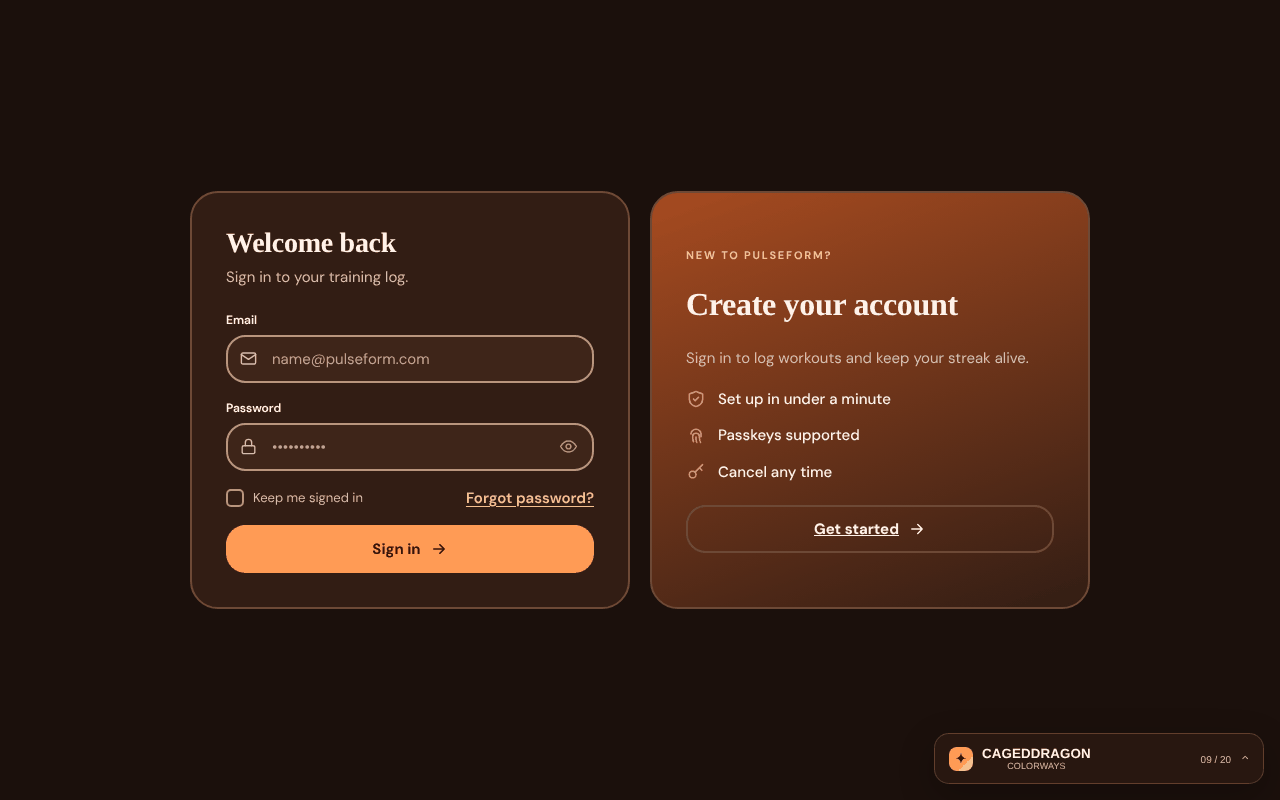 Welcome back
Sign in to your training log.
Email
name@pulseform.com
Password
••••••••••
Keep me signed in
Forgot password?
Sign in →
NEW TO PULSEFORM?
Create your account
Sign in to log workouts and keep your streak alive.
Set up in under a minute
Passkeys supported
Cancel any time
Get started →
CAGEDDRAGON
COLORWAYS
09 / 20